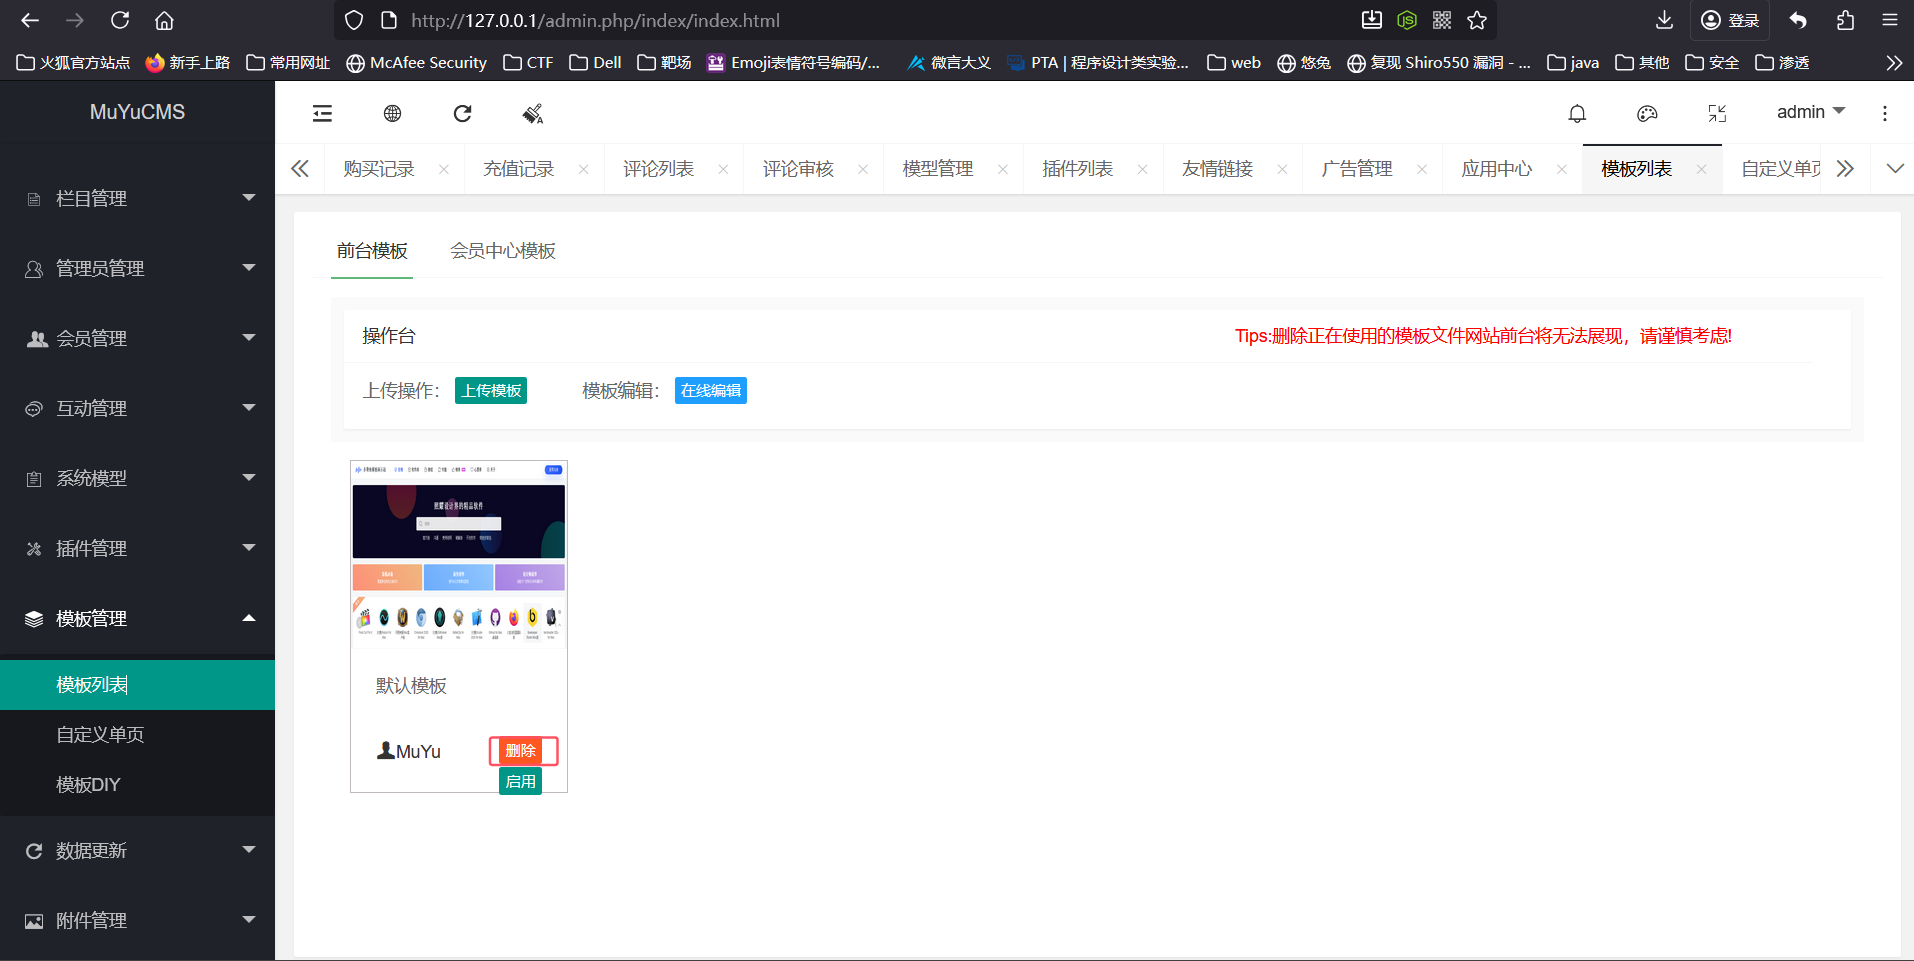 http://127.0.0.1/admin.php/index/index.html
登录
火狐官方站点 新手上路 常用网址 McAfee Security CTF Dell 靶场 Emoji表情符号编码/... 微言大义 PTA | 程序设计类实验... web 悠兔 复现 Shiro550 漏洞 - ... java 其他 安全 渗透
MuYuCMS
admin
购买记录 充值记录 评论列表 评论审核 模型管理 插件列表 友情链接 广告管理 应用中心 模板列表 自定义单页
栏目管理
管理员管理
会员管理
互动管理
系统模型
插件管理
模板管理
模板列表
自定义单页
模板DIY
数据更新
附件管理
前台模板 会员中心模板
操作台
Tips:删除正在使用的模板文件网站前台将无法展现，请谨慎考虑!
上传操作： 上传模板 模板编辑： 在线编辑
默认模板
MuYu 删除
启用